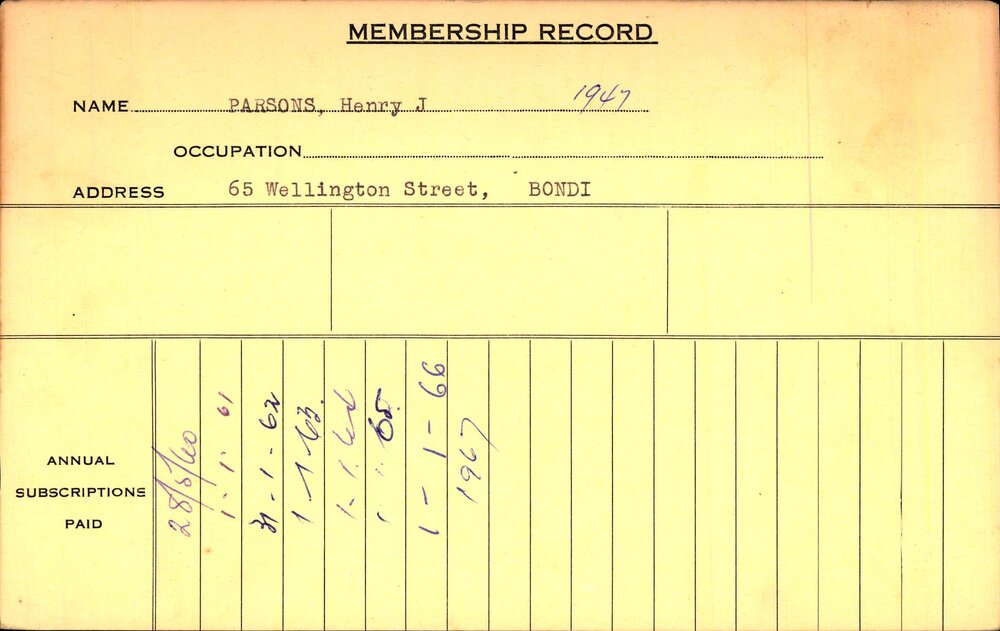 MEMBERSHIP RECORD
NAME PARSONS, Henry J 1947
OCCUPATION
ADDRESS 65 Wellington Street, BONDI
ANNUAL
SUBSCRIPTIONS
PAID
28/5/60
1-1-61
31-1-62
1-1-63.
1-1-64
1-1-65.
1-1-66
1967